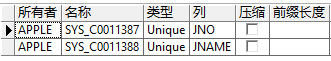 所有者 名称 类型 列 压缩 前缀长度
APPLE SYS_C0011387 Unique JNO
APPLE SYS_C0011388 Unique JNAME